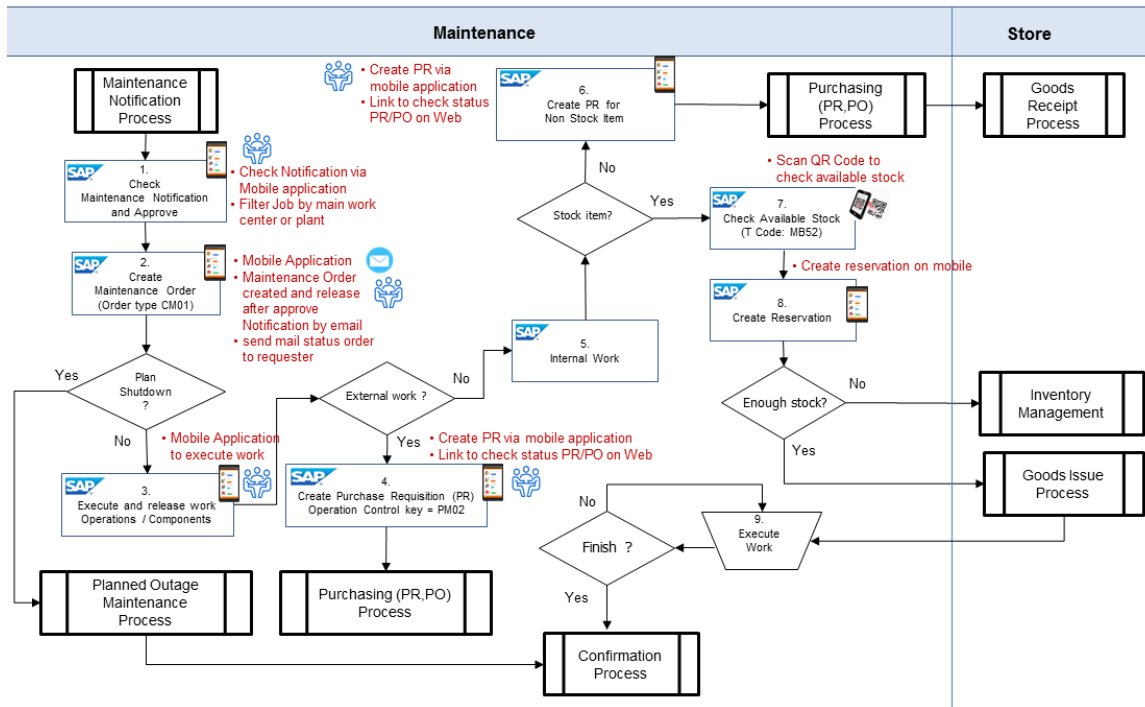 Maintenance
Store
Maintenance
Notification
Process
SAP
1.
Check
Maintenance Notification
and Approve
• Check Notification via
Mobile application
• Filter Job by main work
center or plant
SAP
2.
Create
Maintenance Order
(Order type CM01)
• Mobile Application
• Maintenance Order
created and release
after approve
Notification by email
• send mail status order
to requester
Plan
Shutdown
?
Yes
No
• Mobile Application
to execute work
SAP
3.
Execute and release work
Operations / Components
Planned Outage
Maintenance
Process
External work ?
No
Yes
• Create PR via mobile application
• Link to check status PR/PO on Web
SAP
4.
Create Purchase Requisition (PR)
Operation Control key = PM02
Purchasing (PR,PO)
Process
SAP
5.
Internal Work
Stock item?
No
Yes
• Create PR via
mobile application
• Link to check status
PR/PO on Web
SAP
6.
Create PR for
Non Stock Item
Purchasing
(PR,PO)
Process
Goods
Receipt
Process
• Scan QR Code to
check available stock
SAP
7.
Check Available Stock
(T Code: MB52)
• Create reservation on mobile
SAP
8.
Create Reservation
Enough stock?
No
Yes
Inventory
Management
Goods Issue
Process
9.
Execute
Work
Finish ?
No
Yes
Confirmation
Process